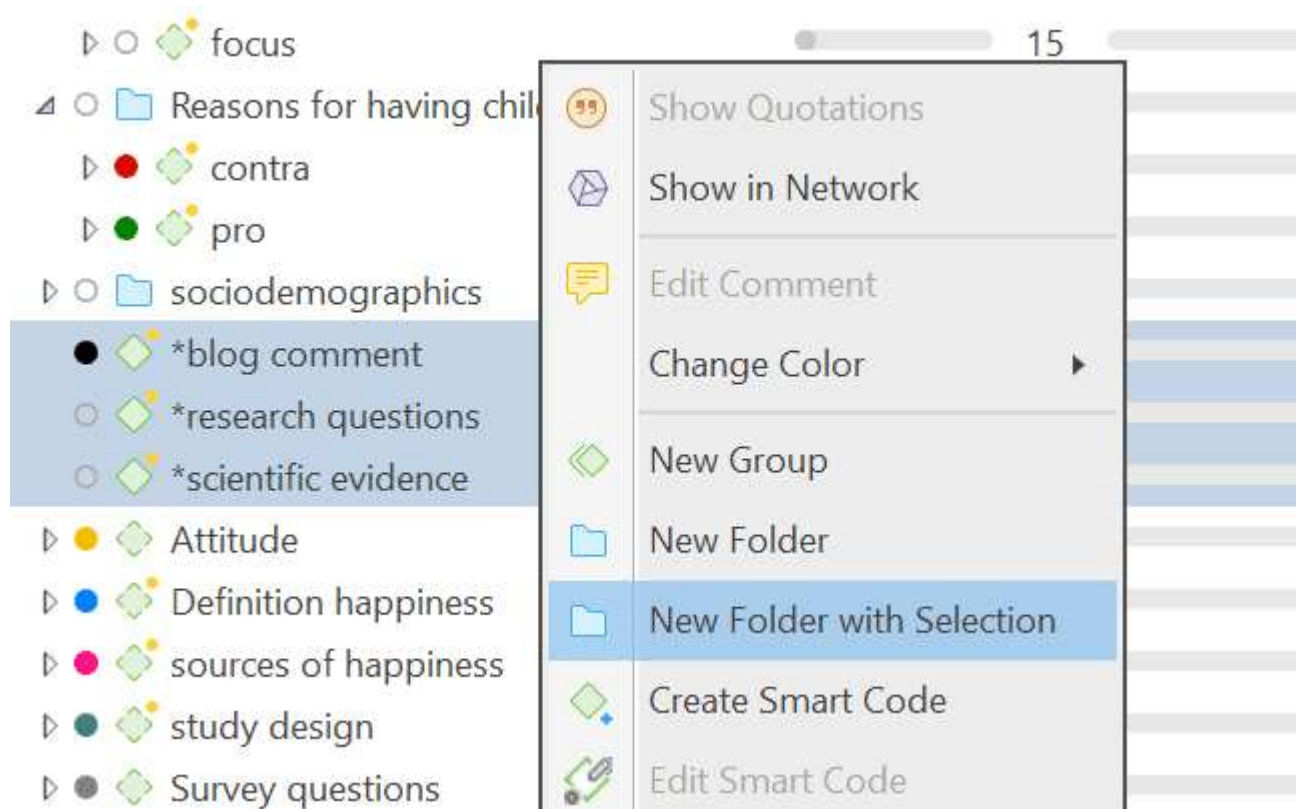 focus
15
Reasons for having chil
contra
pro
sociodemographics
*blog comment
*research questions
*scientific evidence
Attitude
Definition happiness
sources of happiness
study design
Survey questions
Show Quotations
Show in Network
Edit Comment
Change Color
New Group
New Folder
New Folder with Selection
Create Smart Code
Edit Smart Code